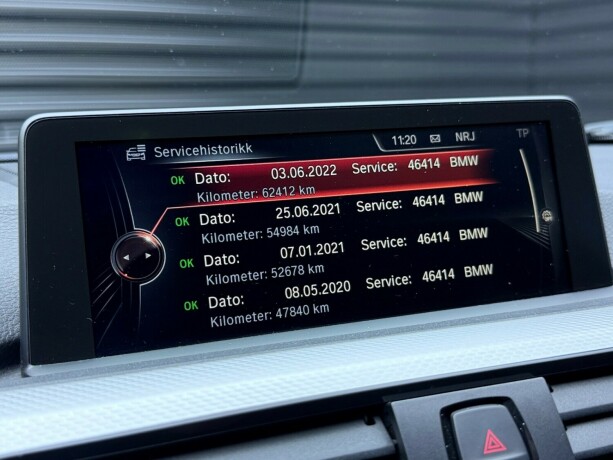 Servicehistorikk 11:20 NRJ TP
OK Dato: 03.06.2022 Service: 46414 BMW
Kilometer: 62412 km
OK Dato: 25.06.2021 Service: 46414 BMW
Kilometer: 54984 km
OK Dato: 07.01.2021 Service: 46414 BMW
Kilometer: 52678 km
OK Dato: 08.05.2020 Service: 46414 BMW
Kilometer: 47840 km